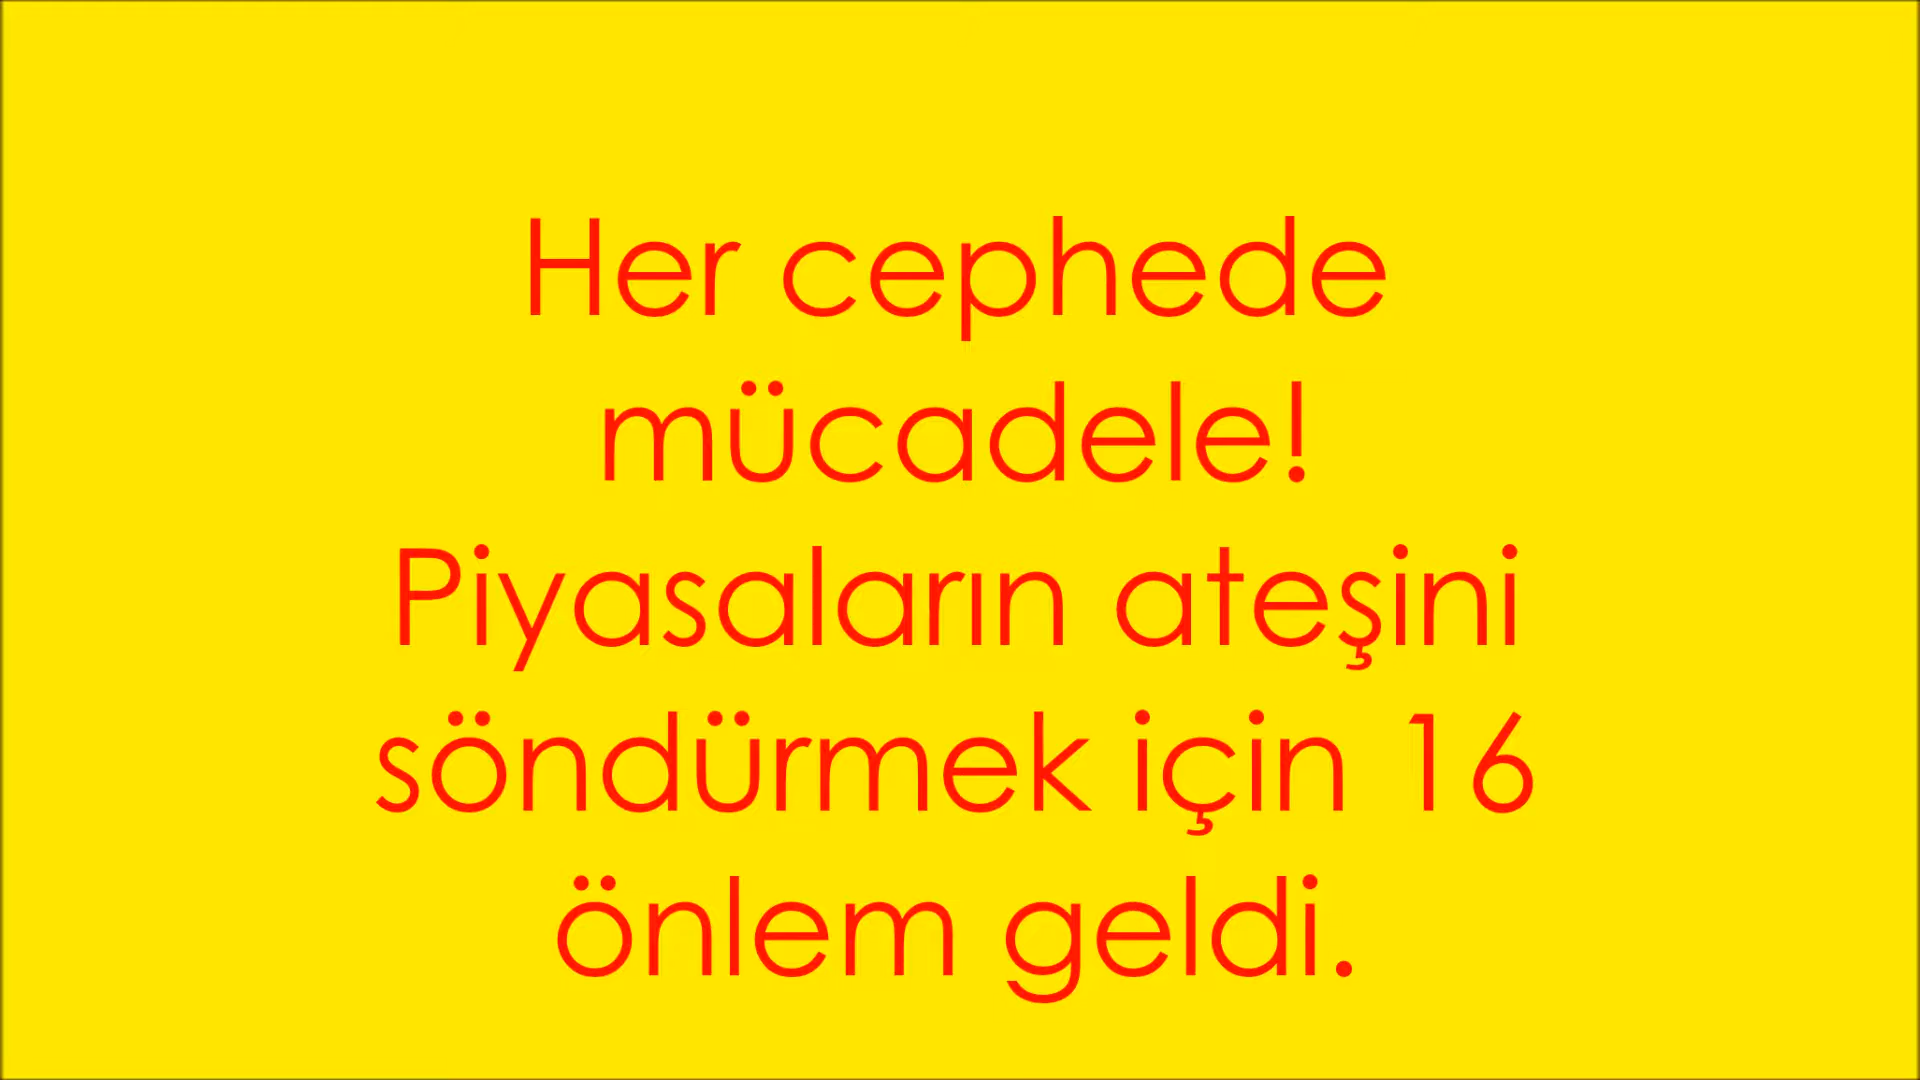 Her cephede
mücadele!
Piyasaların ateşini
söndürmek için 16
önlem geldi.